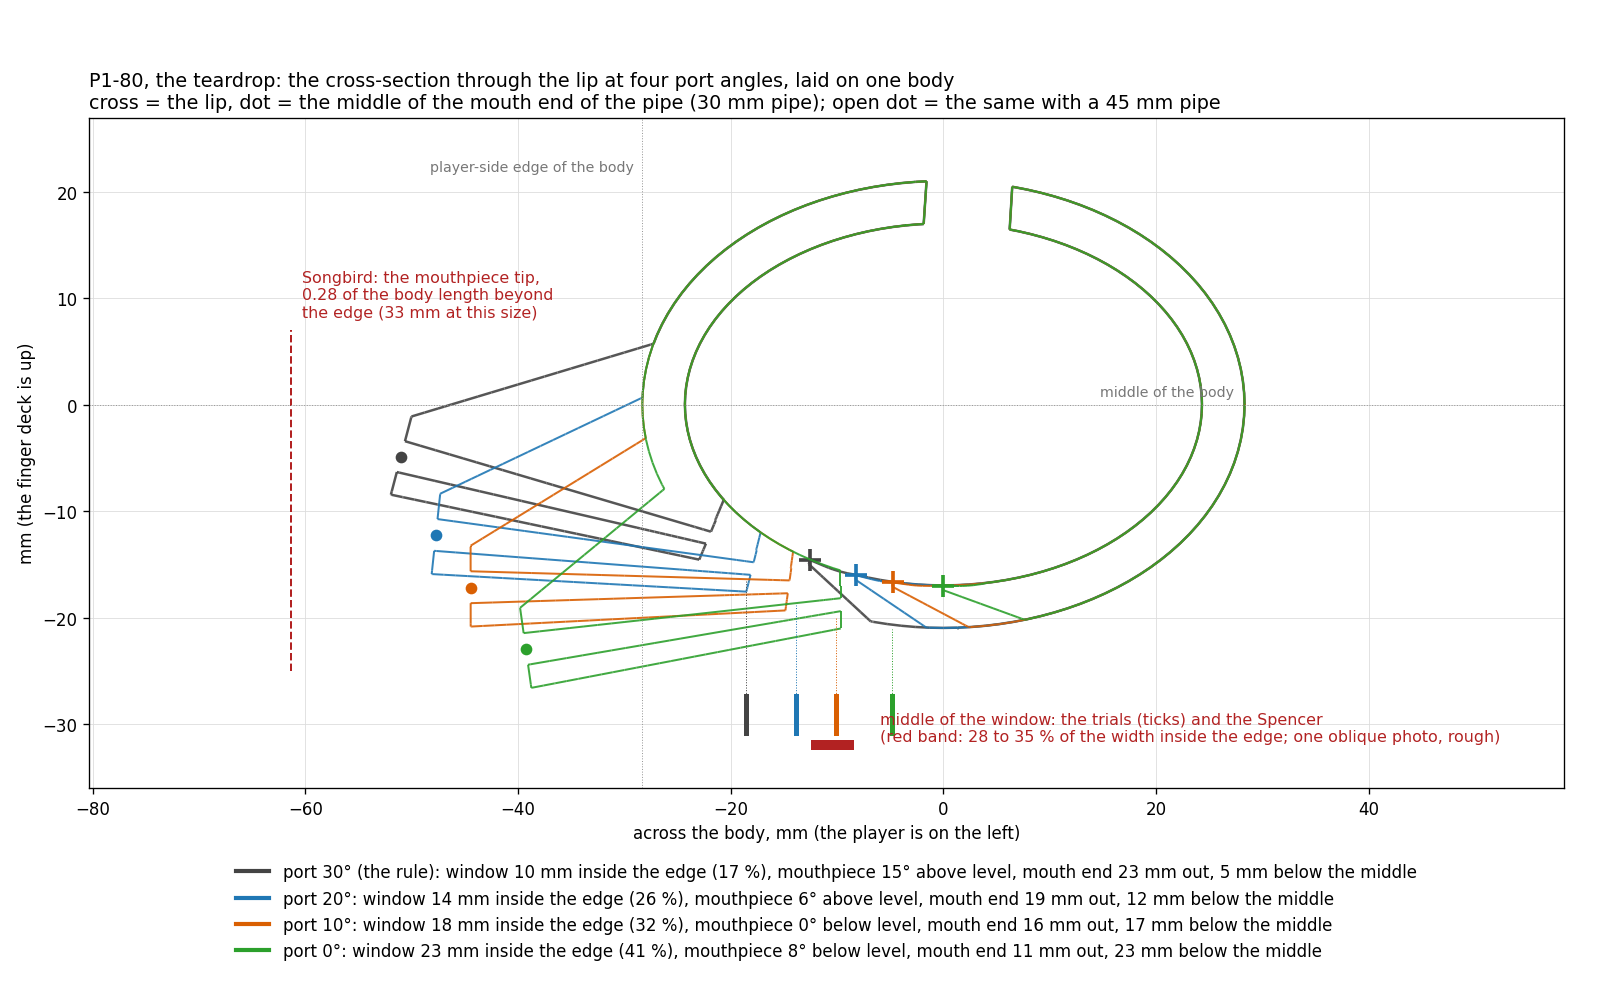 P1-80, the teardrop: the cross-section through the lip at four port angles, laid on one body
cross = the lip, dot = the middle of the mouth end of the pipe (30 mm pipe); open dot = the same with a 45 mm pipe
player-side edge of the body
Songbird: the mouthpiece tip,
0.28 of the body length beyond
the edge (33 mm at this size)
middle of the body
middle of the window: the trials (ticks) and the Spencer
(red band: 28 to 35 % of the width inside the edge; one oblique photo, rough)
mm (the finger deck is up)
20
10
0
−10
−20
−30
−80
−60
−40
−20
0
20
40
across the body, mm (the player is on the left)
port 30° (the rule): window 10 mm inside the edge (17 %), mouthpiece 15° above level, mouth end 23 mm out, 5 mm below the middle
port 20°: window 14 mm inside the edge (26 %), mouthpiece 6° above level, mouth end 19 mm out, 12 mm below the middle
port 10°: window 18 mm inside the edge (32 %), mouthpiece 0° below level, mouth end 16 mm out, 17 mm below the middle
port 0°: window 23 mm inside the edge (41 %), mouthpiece 8° below level, mouth end 11 mm out, 23 mm below the middle